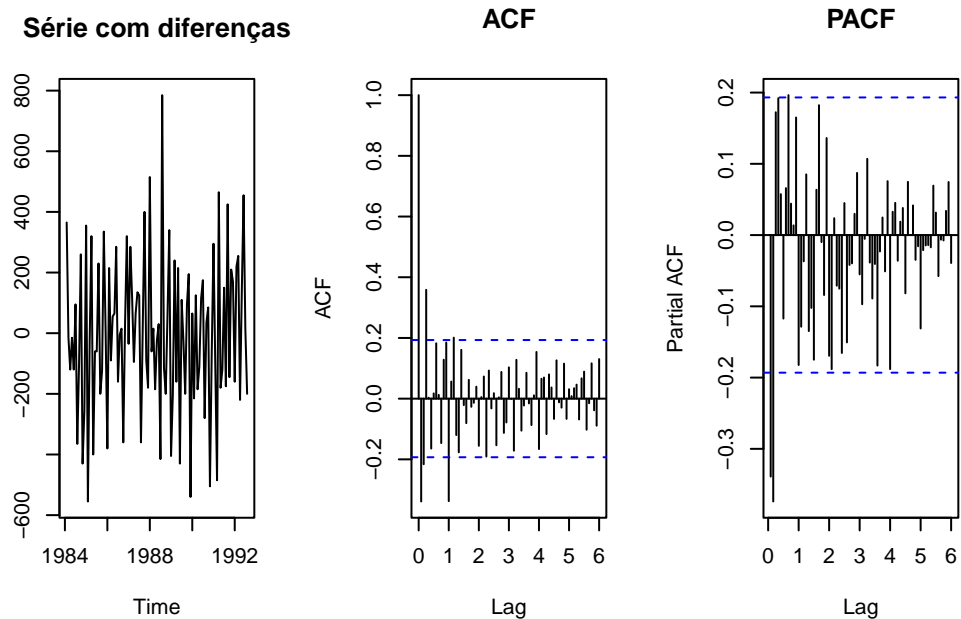 Série com diferenças
800
600
400
200
0
−200
−600
1984
1988
1992
Time
ACF
ACF
1.0
0.8
0.6
0.4
0.2
0.0
−0.2
0 1 2 3 4 5 6
Lag
PACF
Partial ACF
0.2
0.1
0.0
−0.1
−0.2
−0.3
0 1 2 3 4 5 6
Lag